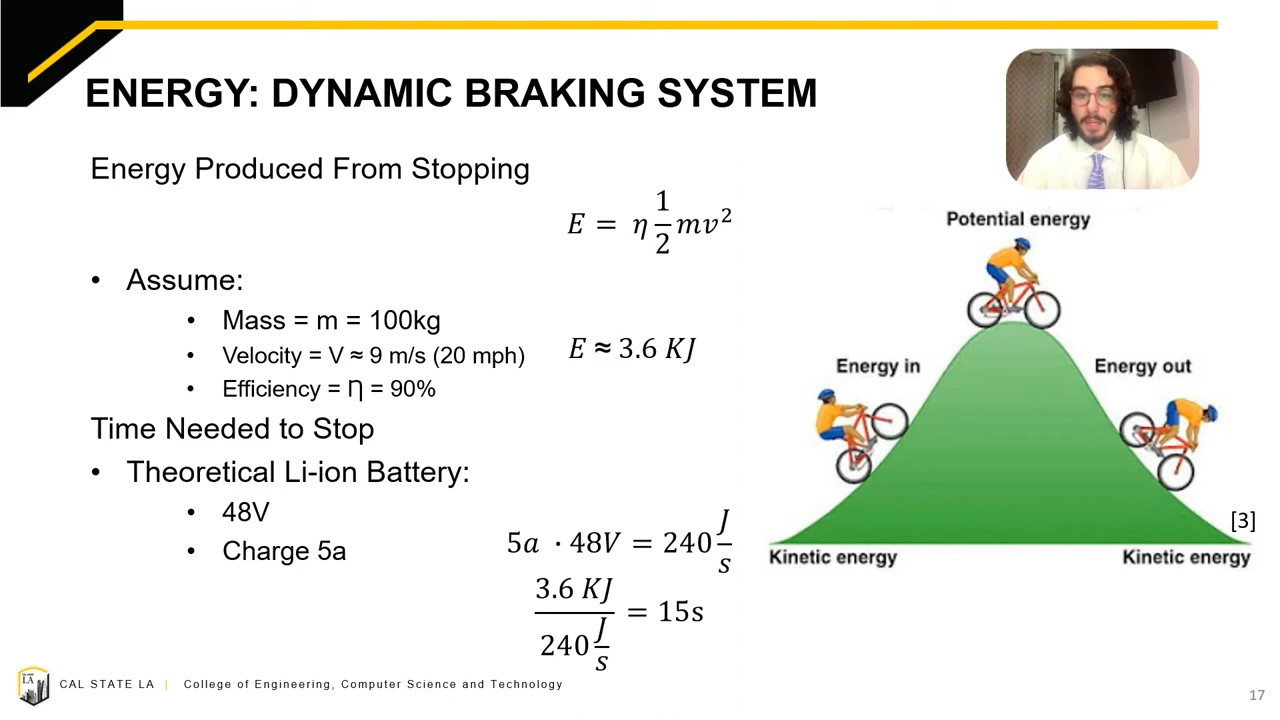 ENERGY: DYNAMIC BRAKING SYSTEM
Energy Produced From Stopping
E = η 1/2 mv²
• Assume:
• Mass = m = 100kg
• Velocity = V ≈ 9 m/s (20 mph)
• Efficiency = Ƞ = 90%
E ≈ 3.6 KJ
Time Needed to Stop
• Theoretical Li-ion Battery:
• 48V
• Charge 5a
5a · 48V = 240 J/s
3.6 KJ / 240 J/s = 15s
Potential energy
Energy in
Energy out
Kinetic energy
Kinetic energy
[3]
CAL STATE LA | College of Engineering, Computer Science and Technology
17